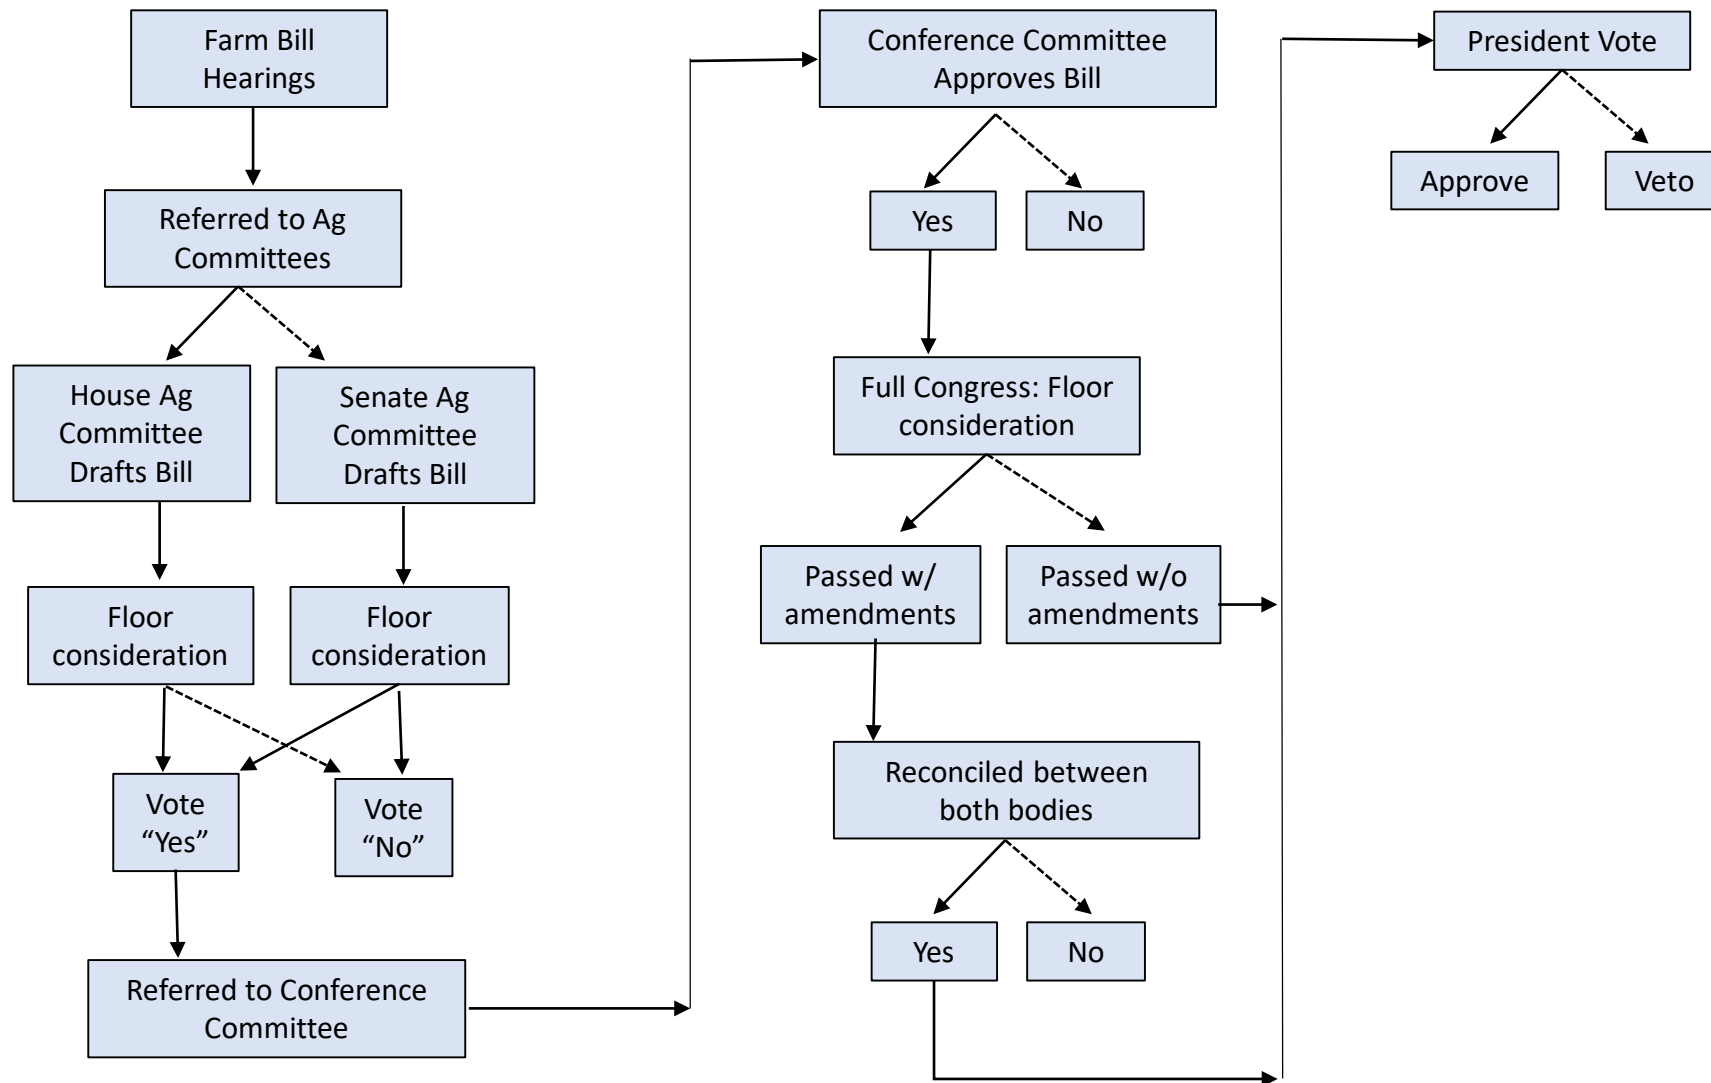 Farm Bill
Hearings
Referred to Ag
Committees
House Ag
Committee
Drafts Bill
Senate Ag
Committee
Drafts Bill
Floor
consideration
Floor
consideration
Vote
“Yes”
Vote
“No”
Referred to Conference
Committee
Conference Committee
Approves Bill
Yes
No
Full Congress: Floor
consideration
Passed w/
amendments
Passed w/o
amendments
Reconciled between
both bodies
Yes
No
President Vote
Approve
Veto